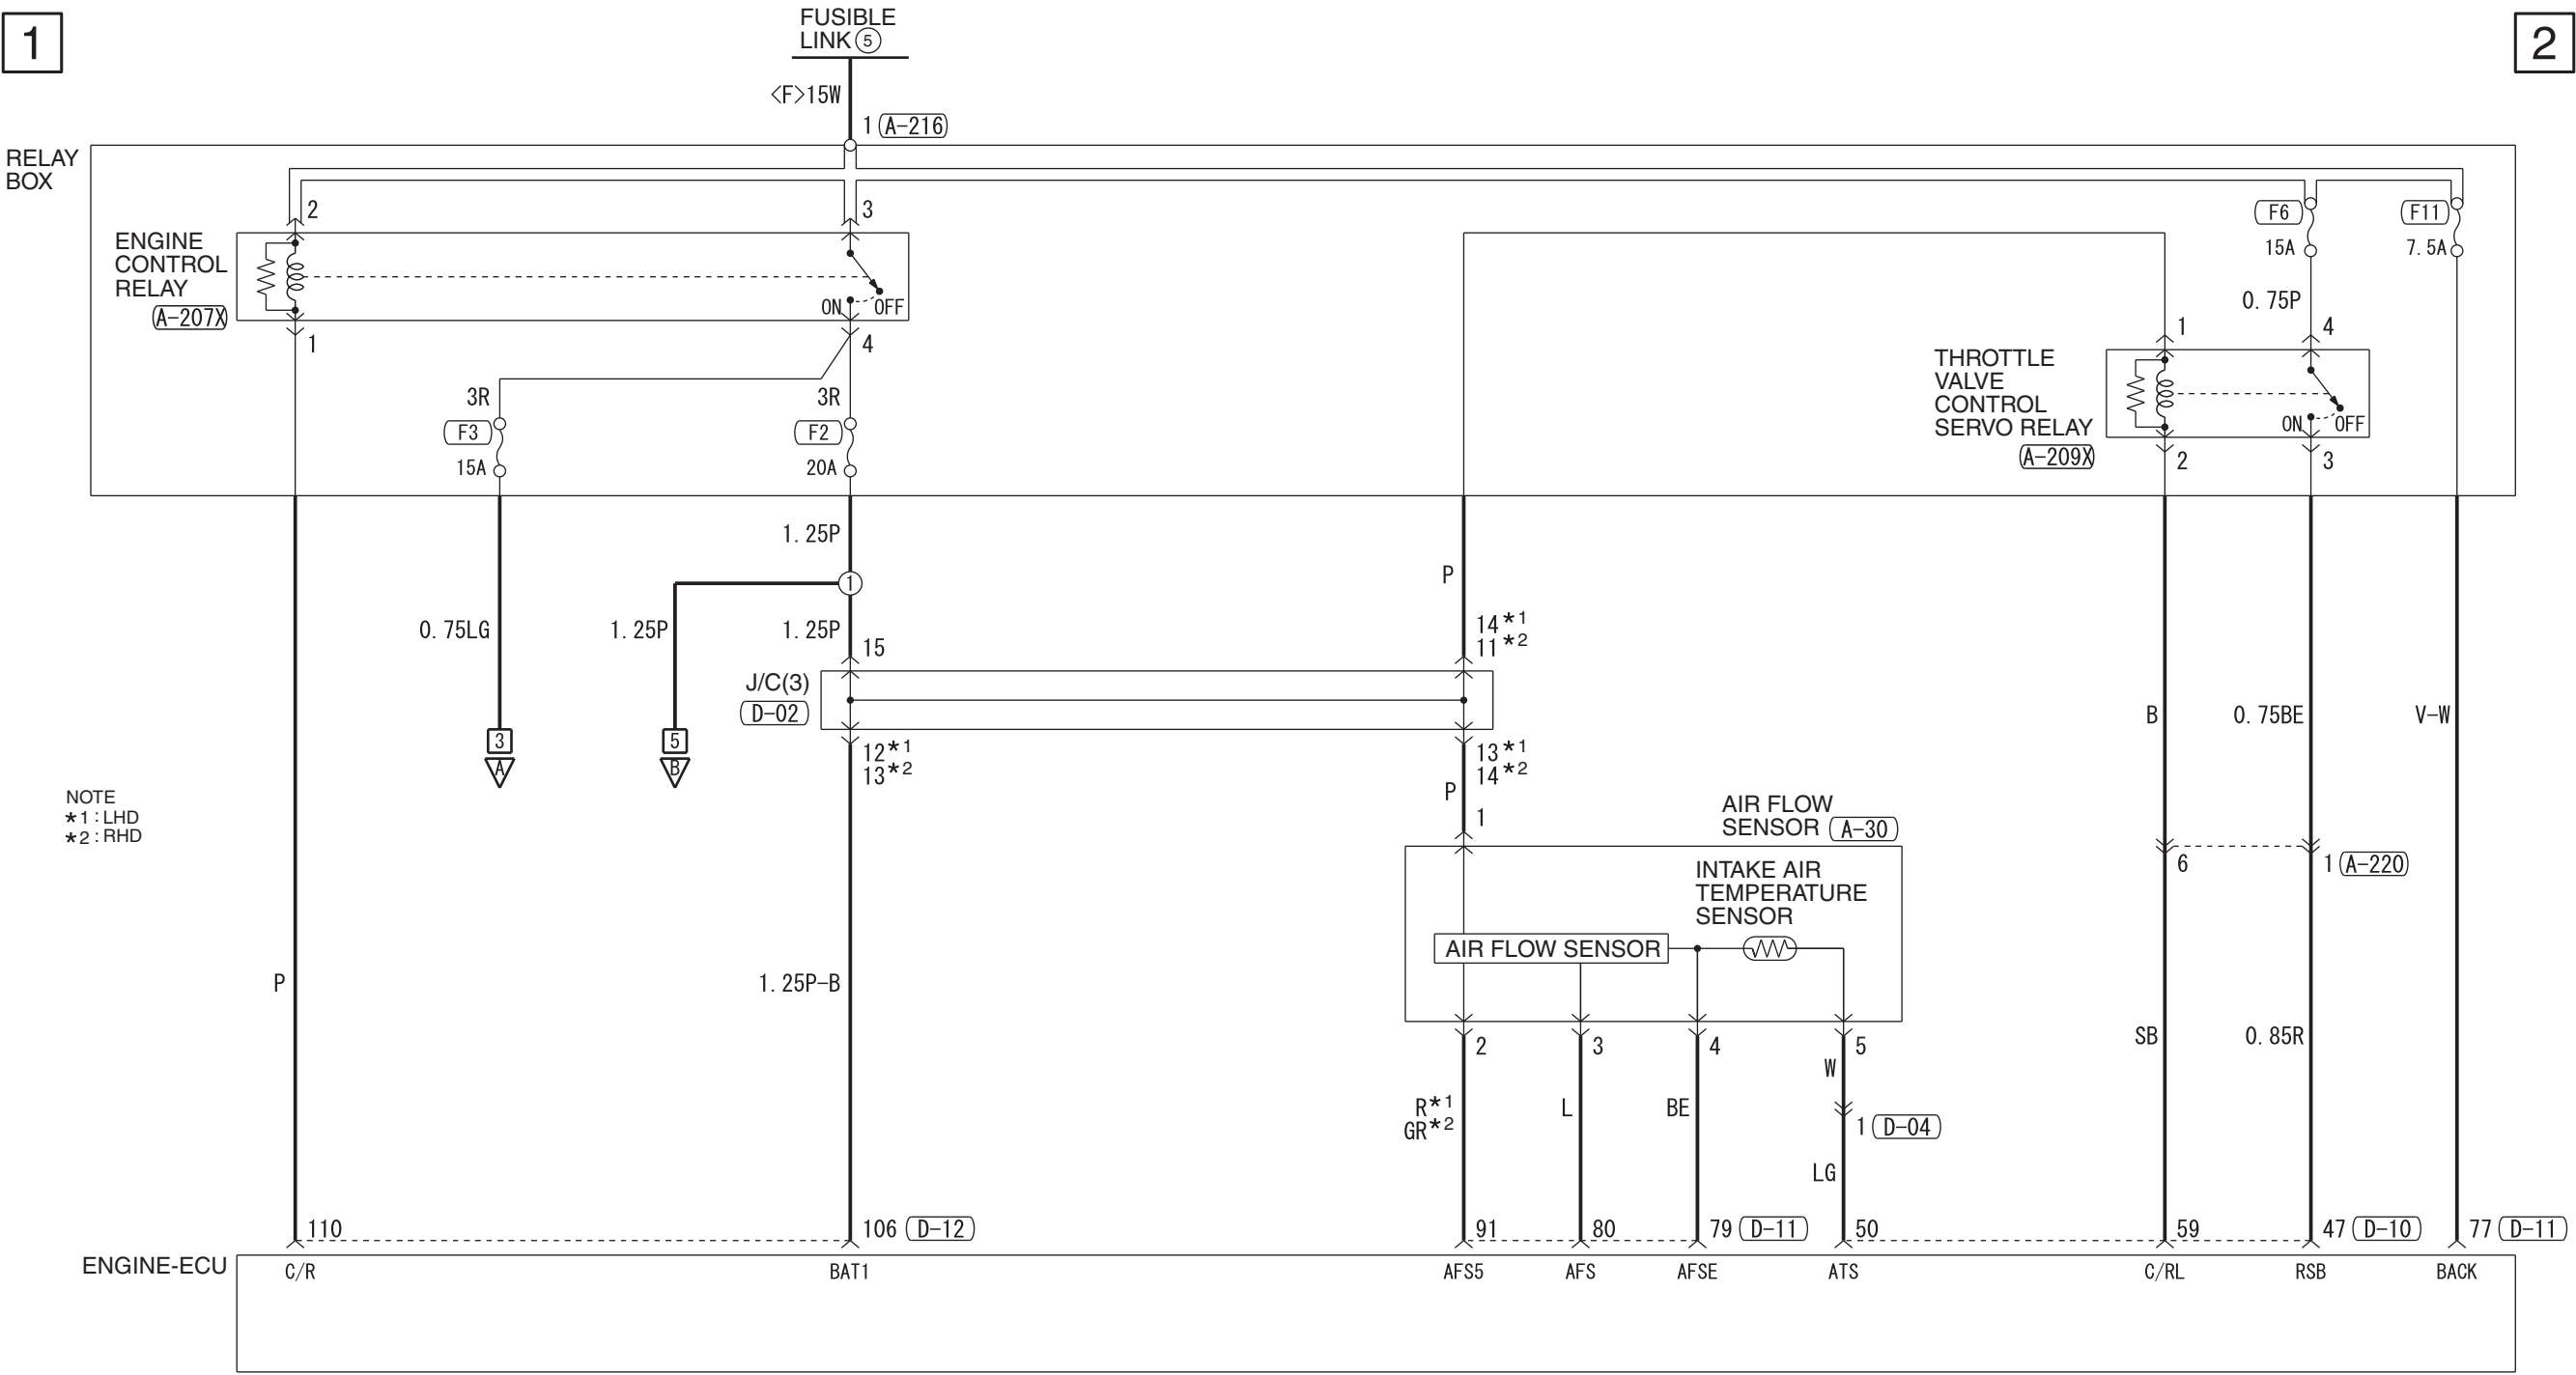 1
FUSIBLE
LINK 5
2
<F>15W
1 A-216
RELAY
BOX
2
3
F6
15A
F11
7.5A
ENGINE
CONTROL
RELAY
A-207X
ON OFF
1
4
0.75P
1
4
THROTTLE
VALVE
CONTROL
SERVO RELAY
A-209X
ON OFF
2
3
3R
3R
F3
15A
F2
20A
1.25P
1
P
0.75LG
1.25P
1.25P
15
14*1
11*2
J/C(3)
D-02
B
0.75BE
V-W
3
A
5
B
12*1
13*2
13*1
14*2
P
1
NOTE
*1 : LHD
*2 : RHD
AIR FLOW
SENSOR A-30
INTAKE AIR
TEMPERATURE
SENSOR
6
1 A-220
AIR FLOW SENSOR
P
1.25P-B
2
3
4
5
SB
0.85R
W
R*1
GR*2
L
BE
1 D-04
LG
110
106 D-12
91
80
79 D-11
50
59
47 D-10
77 D-11
ENGINE-ECU
C/R
BAT1
AFS5
AFS
AFSE
ATS
C/RL
RSB
BACK